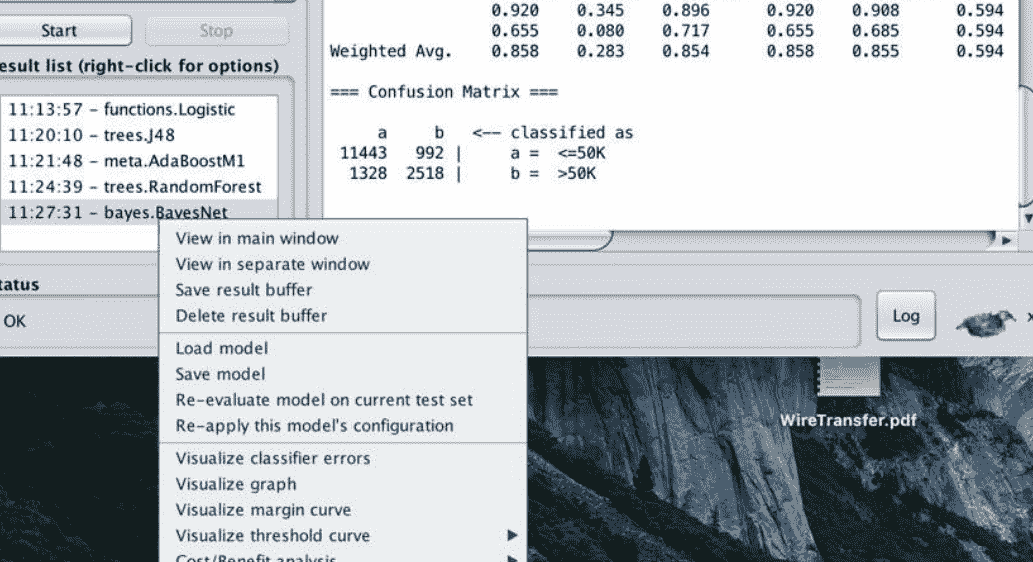 Start
Stop
esult list (right-click for options)
11:13:57 – functions.Logistic
11:20:10 – trees.J48
11:21:48 – meta.AdaBoostM1
11:24:39 – trees.RandomForest
11:27:31 – bayes.BayesNet
0.920 0.345 0.896 0.920 0.908 0.594
0.655 0.080 0.717 0.655 0.685 0.594
Weighted Avg. 0.858 0.283 0.854 0.858 0.855 0.594
=== Confusion Matrix ===
a b <-- classified as
11443 992 | a = <=50K
1328 2518 | b = >50K
View in main window
View in separate window
Save result buffer
Delete result buffer
Load model
Save model
Re-evaluate model on current test set
Re-apply this model's configuration
Visualize classifier errors
Visualize graph
Visualize margin curve
Visualize threshold curve
Cost/Benefit analysis
tatus
OK
Log
x
WireTransfer.pdf